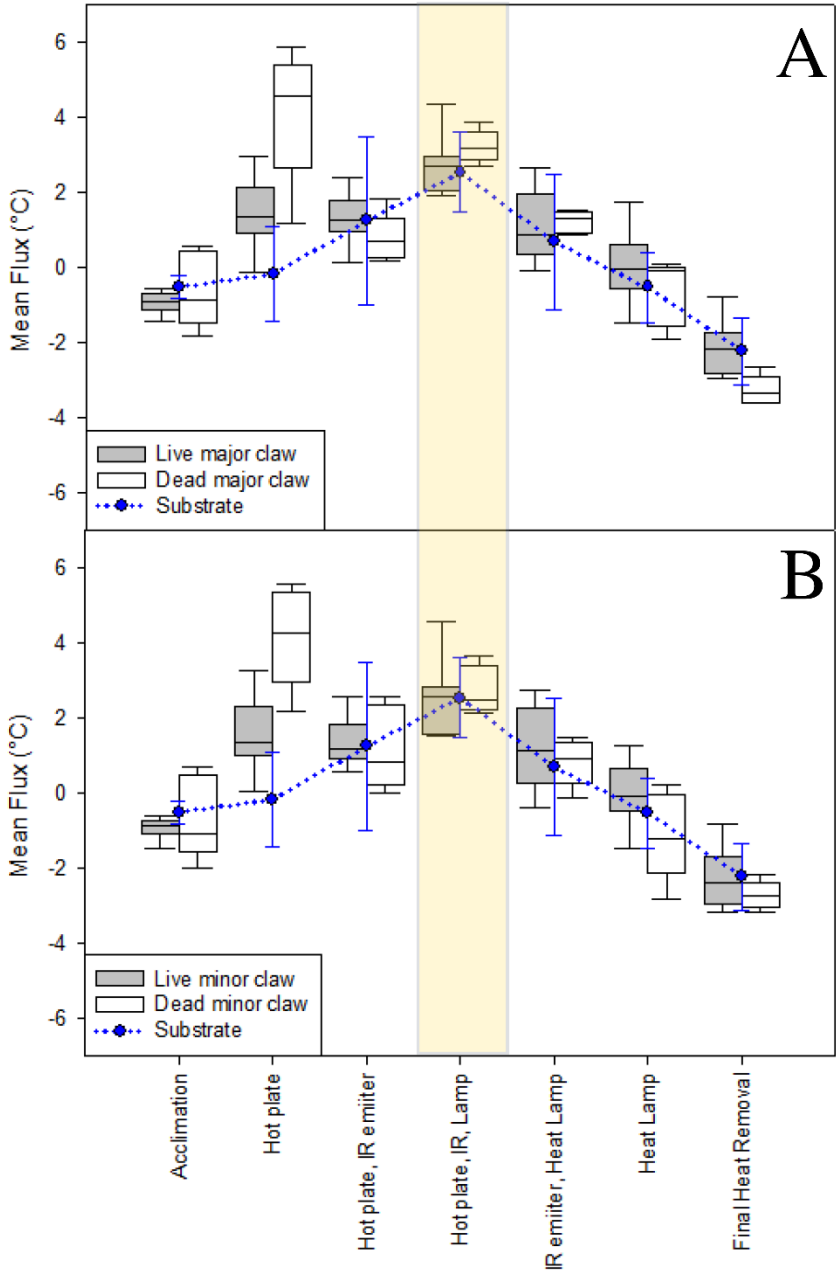 A
6
4
2
0
-2
-4
-6
Mean Flux (°C)
Live major claw
Dead major claw
Substrate
B
6
4
2
0
-2
-4
-6
Mean Flux (°C)
Live minor claw
Dead minor claw
Substrate
Acclimation
Hot plate
Hot plate, IR emiiter
Hot plate, IR, Lamp
IR emiiter, Heat Lamp
Heat Lamp
Final Heat Removal